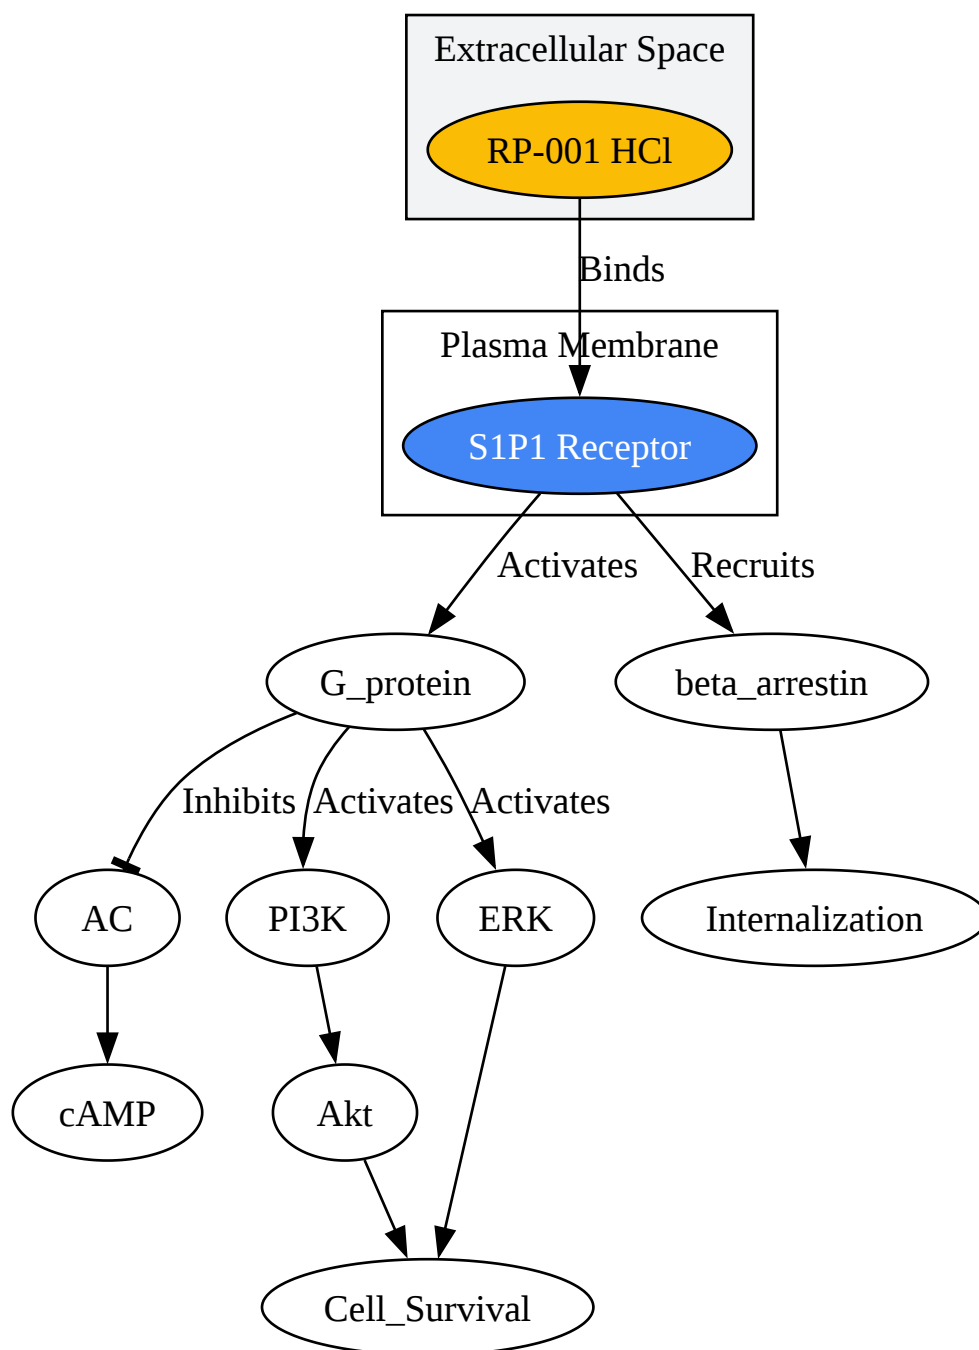 Extracellular Space
RP-001 HCl
Binds
Plasma Membrane
S1P1 Receptor
Activates
Recruits
G_protein
beta_arrestin
Inhibits
Activates
Activates
AC
PI3K
ERK
Internalization
cAMP
Akt
Cell_Survival